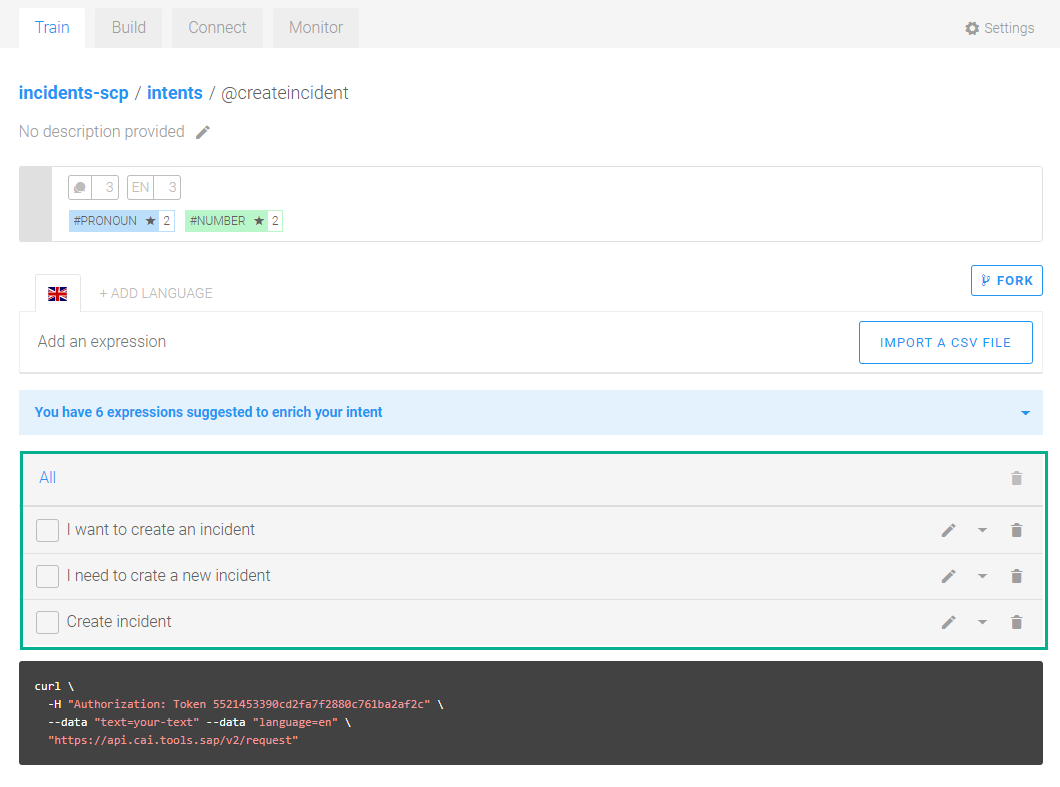 Train Build Connect Monitor Settings
incidents-scp / intents / @createincident
No description provided
3 EN 3
#PRONOUN ★ 2 #NUMBER ★ 2
+ ADD LANGUAGE FORK
Add an expression IMPORT A CSV FILE
You have 6 expressions suggested to enrich your intent
All
I want to create an incident
I need to crate a new incident
Create incident
curl \
-H "Authorization: Token 5521453390cd2fa7f2880c761ba2af2c" \
--data "text=your-text" --data "language=en" \
"https://api.cai.tools.sap/v2/request"